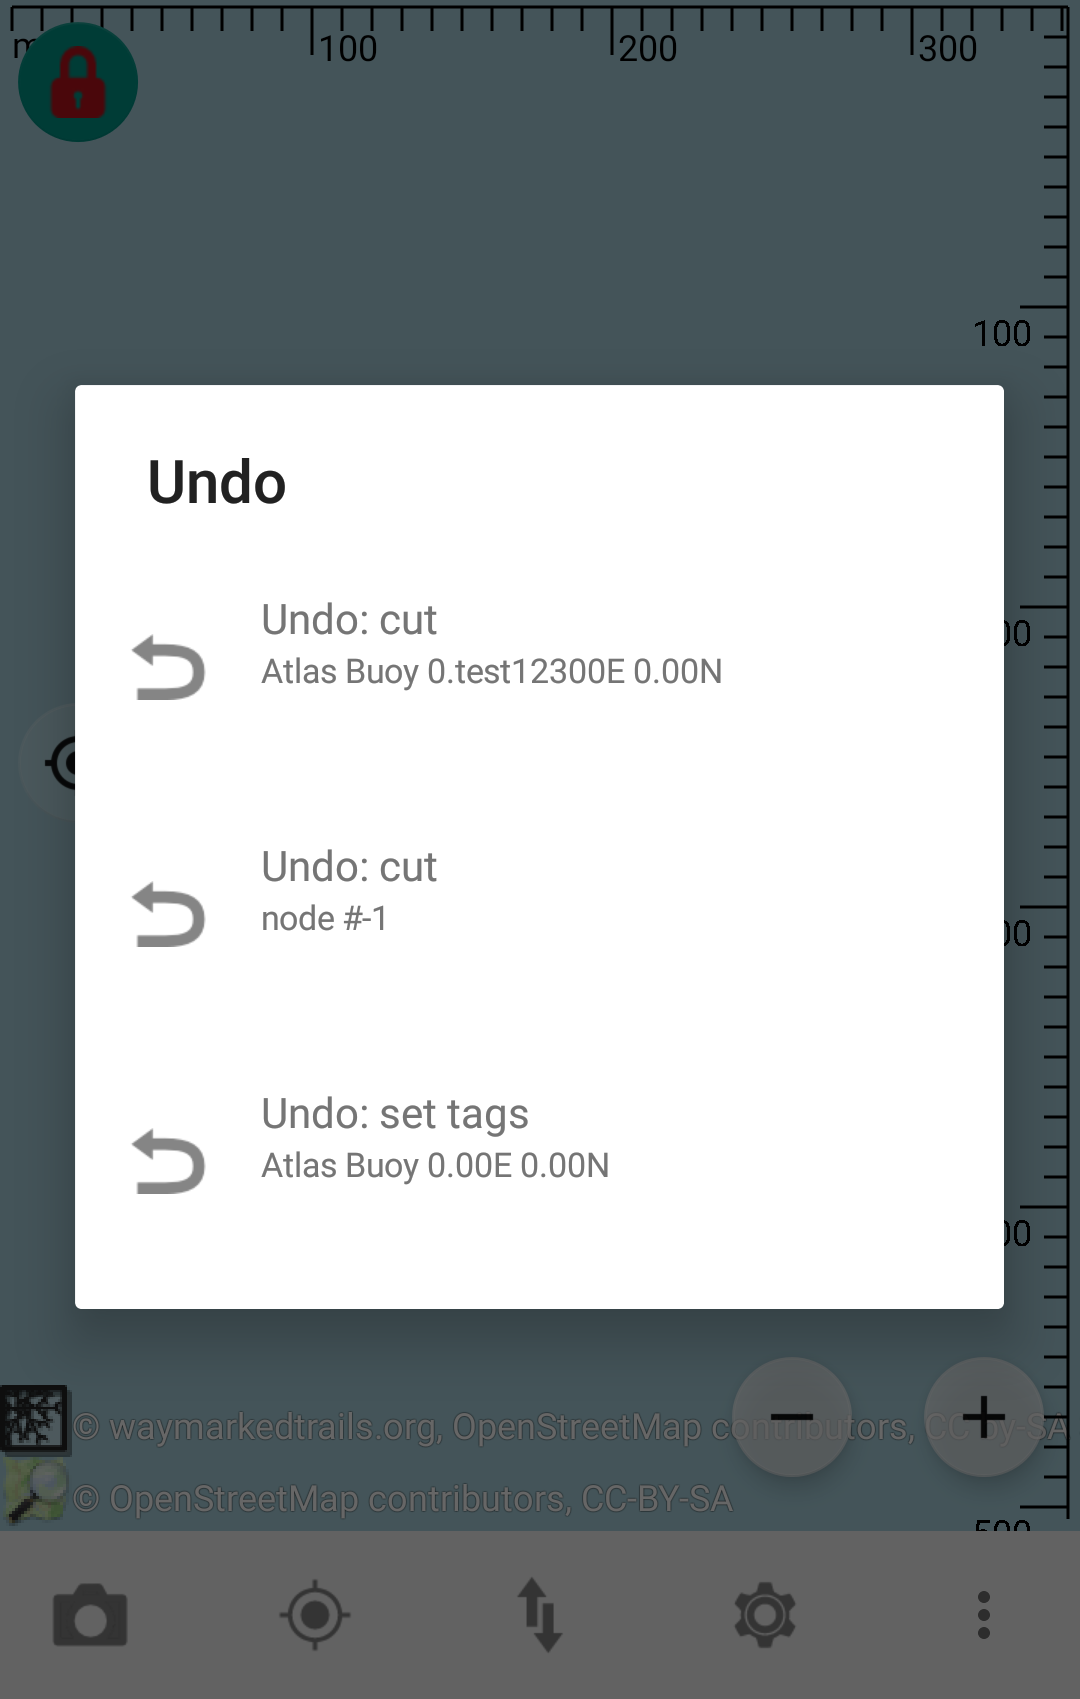 m 100 200 300
100
Undo
Undo: cut
Atlas Buoy 0.test12300E 0.00N
Undo: cut
node #-1
Undo: set tags
Atlas Buoy 0.00E 0.00N
© waymarkedtrails.org, OpenStreetMap contributors, CC-by-SA
© OpenStreetMap contributors, CC-BY-SA